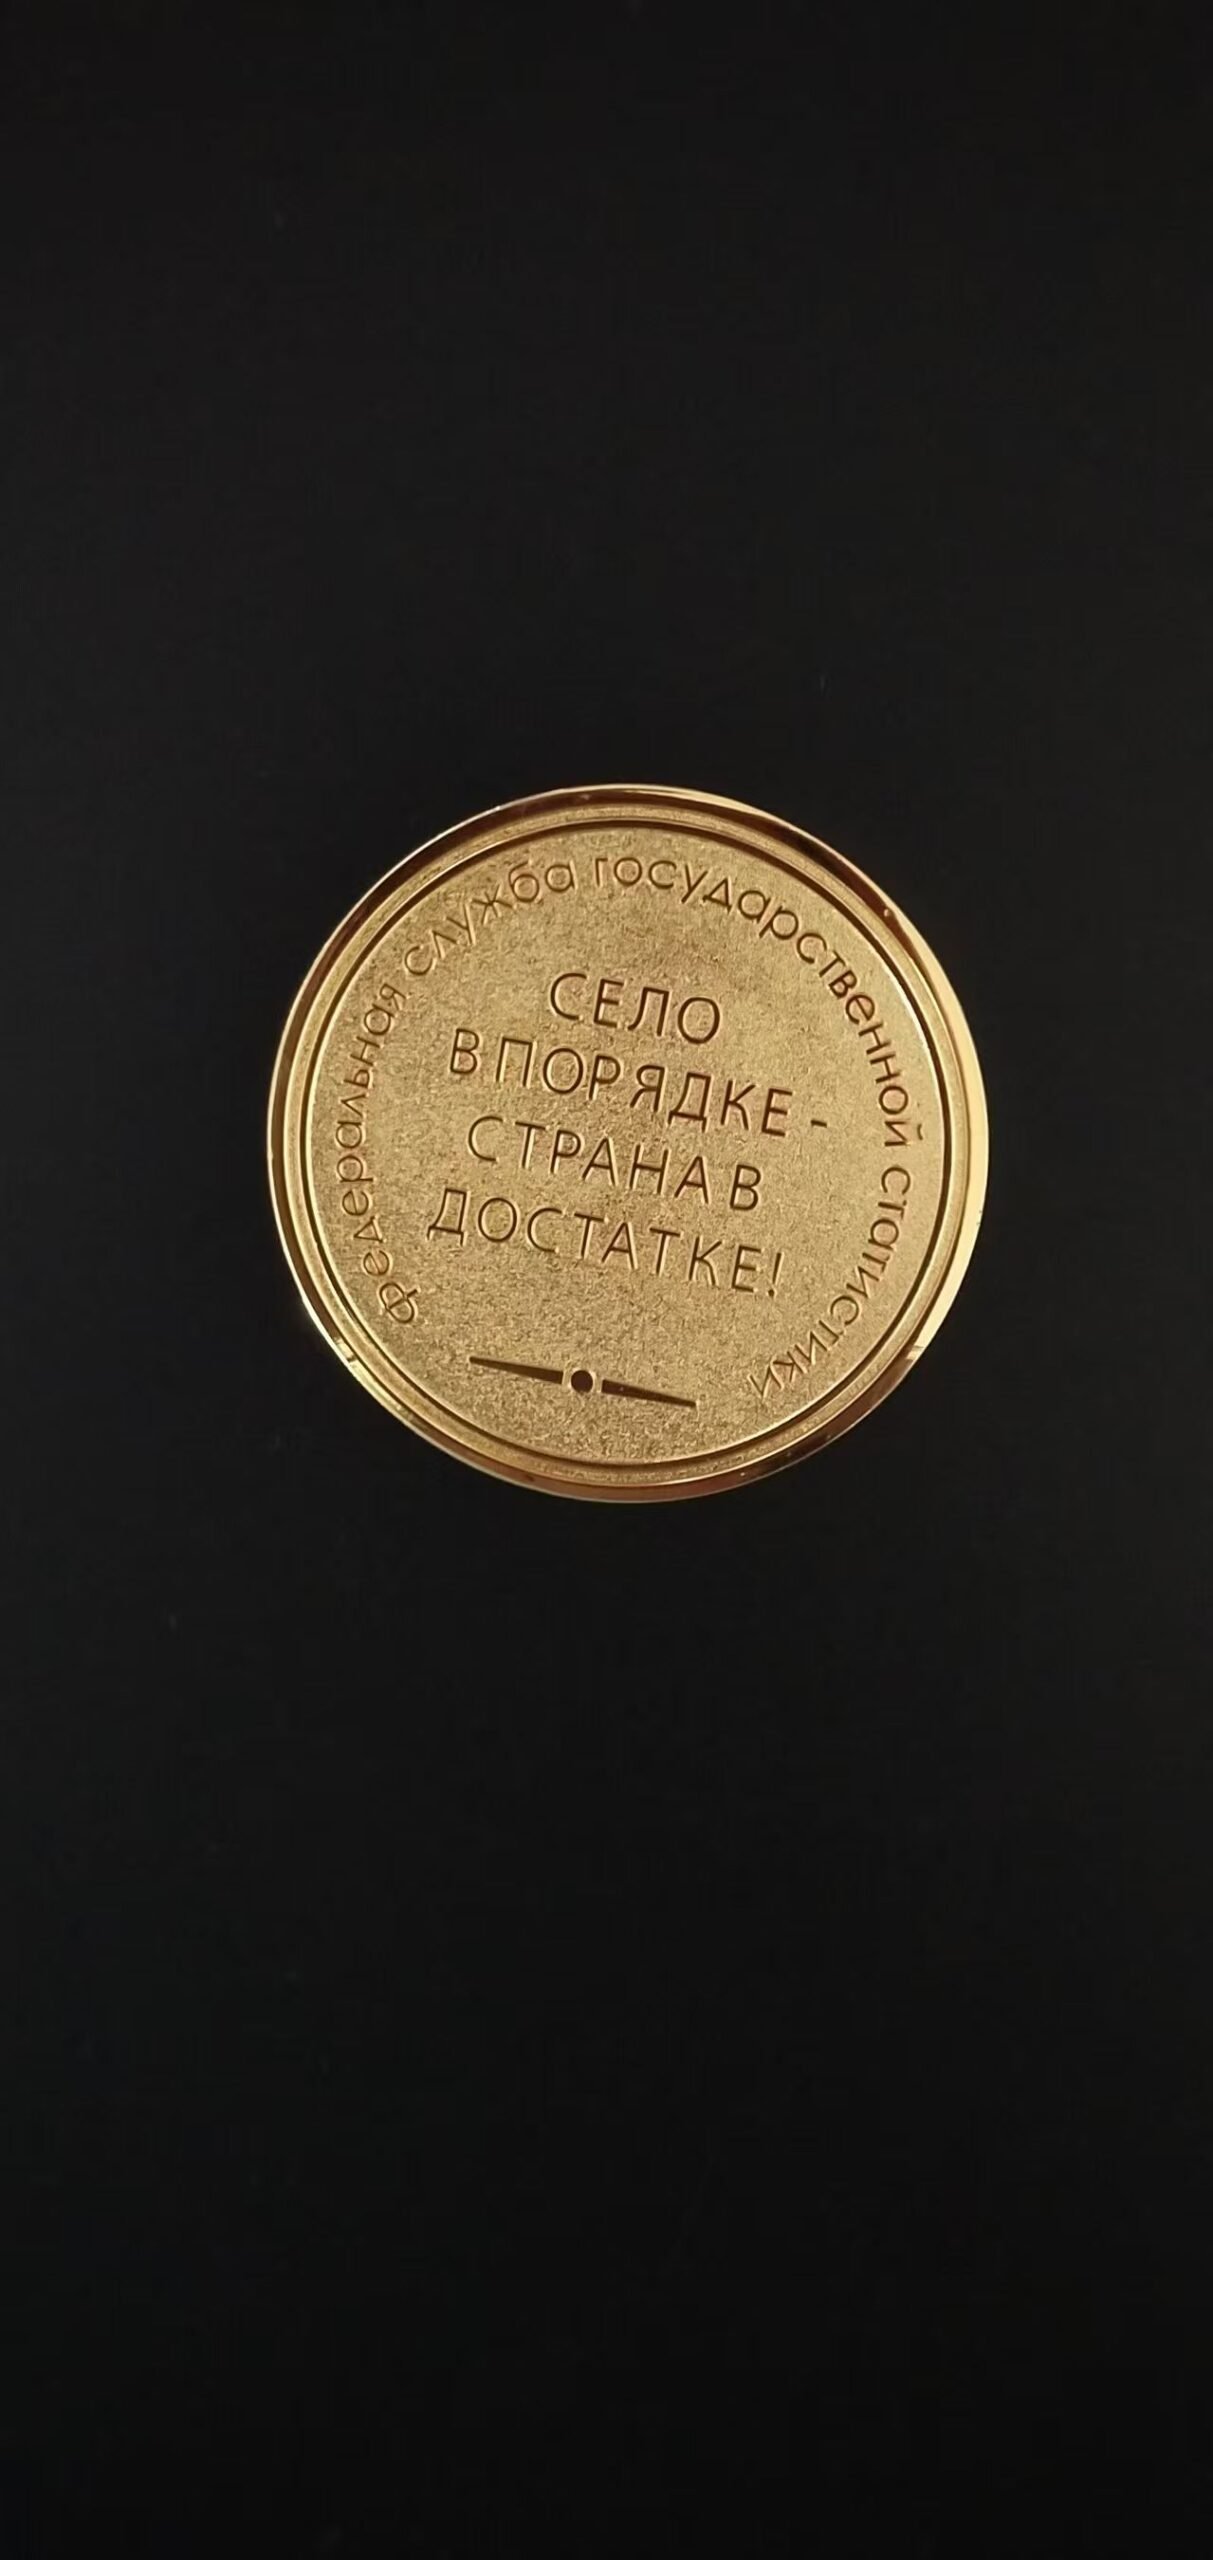 Федеральная служба государственной статистики
СЕЛО
В ПОРЯДКЕ -
СТРАНА В
ДОСТАТКЕ!